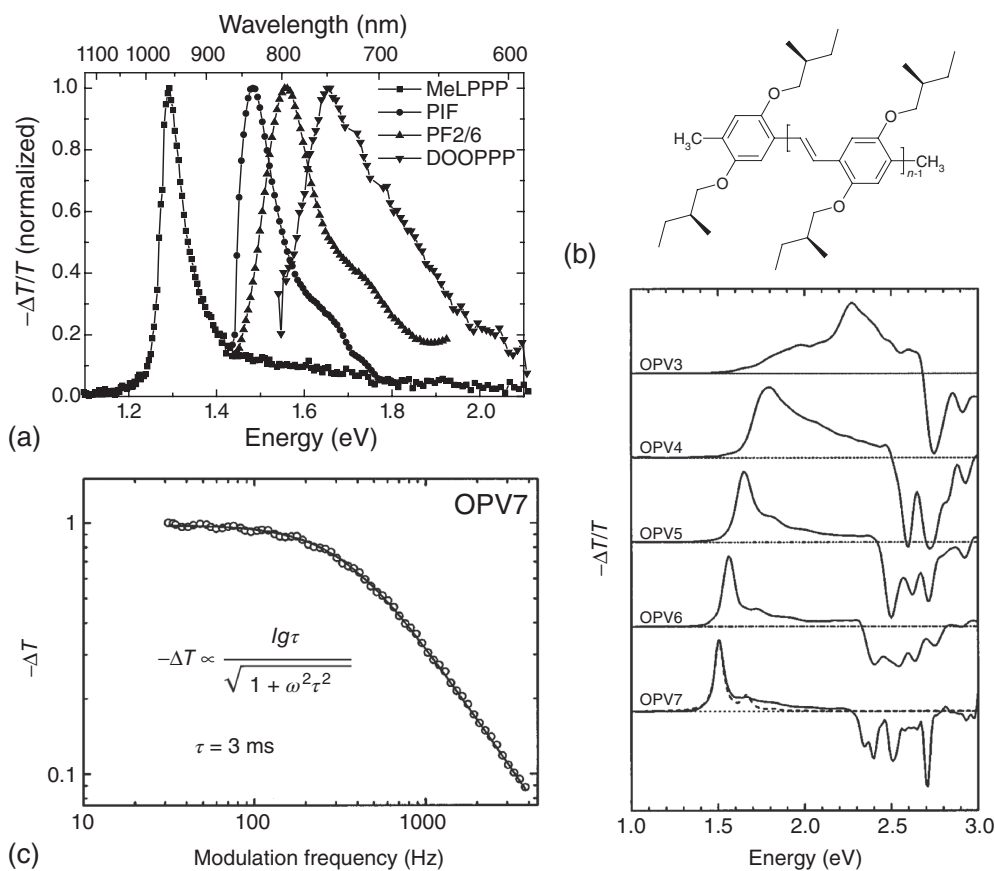 Wavelength (nm)
1100 1000 900 800 700 600
1.0
0.8
0.6
0.4
0.2
0.0
−ΔT/T (normalized)
MeLPPP
PIF
PF2/6
DOOPPP
1.2 1.4 1.6 1.8 2.0
Energy (eV)
(a)
O
O
H₃C
CH₃
n-1
O
O
(b)
OPV3
OPV4
OPV5
OPV6
OPV7
−ΔT/T
1.0 1.5 2.0 2.5 3.0
Energy (eV)
OPV7
1
0.1
−ΔT
−ΔT ∝ Igτ / √1 + ω²τ²
τ = 3 ms
10 100 1000
Modulation frequency (Hz)
(c)